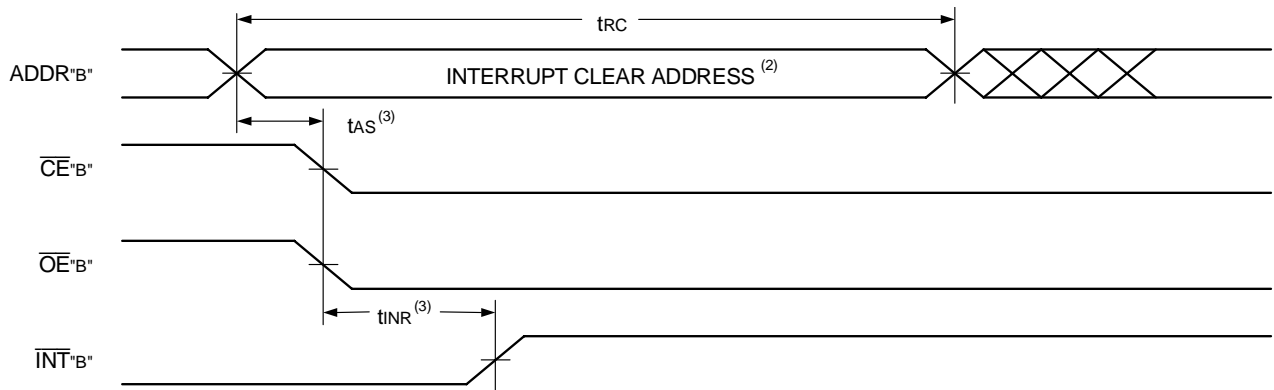 tRC
ADDR"B"
INTERRUPT CLEAR ADDRESS (2)
tAS(3)
CE"B"
OE"B"
tINR(3)
INT"B"